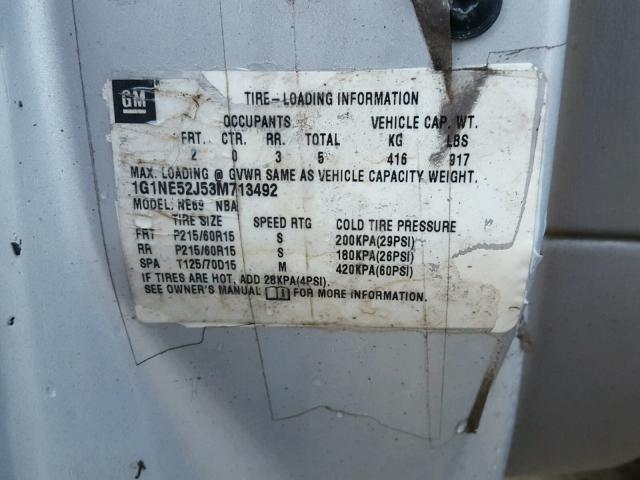 GM
TIRE-LOADING INFORMATION
OCCUPANTS VEHICLE CAP. WT.
FRT. CTR. RR. TOTAL KG LBS
2 0 3 5 416 917
MAX. LOADING @ GVWR SAME AS VEHICLE CAPACITY WEIGHT.
1G1NE52J53M713492
MODEL: NE69 NBA
TIRE SIZE SPEED RTG COLD TIRE PRESSURE
FRT P215/60R15 S 200KPA(29PSI)
RR P215/60R15 S 180KPA(26PSI)
SPA T125/70D15 M 420KPA(60PSI)
IF TIRES ARE HOT, ADD 28KPA(4PSI).
SEE OWNER'S MANUAL FOR MORE INFORMATION.